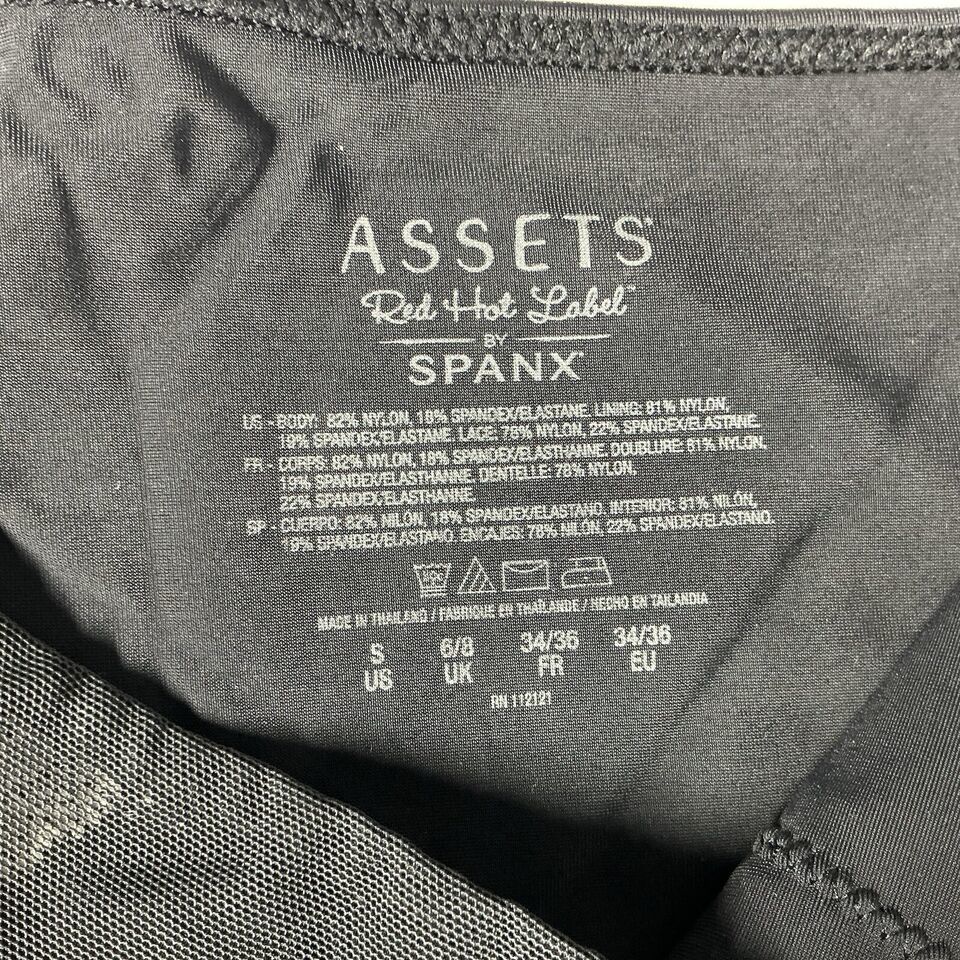 ASSETS®
Red Hot Label™
BY
SPANX®
US - BODY: 82% NYLON, 18% SPANDEX/ELASTANE. LINING: 81% NYLON,
19% SPANDEX/ELASTANE. LACE: 78% NYLON, 22% SPANDEX/ELASTANE.
FR - CORPS: 82% NYLON, 18% SPANDEX/ELASTHANNE. DOUBLURE: 81% NYLON,
19% SPANDEX/ELASTHANNE. DENTELLE: 78% NYLON,
22% SPANDEX/ELASTHANNE.
SP - CUERPO: 82% NILÓN, 18% SPANDEX/ELASTANO. INTERIOR: 81% NILÓN,
19% SPANDEX/ELASTANO. ENCAJES: 78% NILÓN, 22% SPANDEX/ELASTANO.
MADE IN THAILAND / FABRIQUÉ EN THAÏLANDE / HECHO EN TAILANDIA
S 6/8 34/36 34/36
US UK FR EU
RN 112121